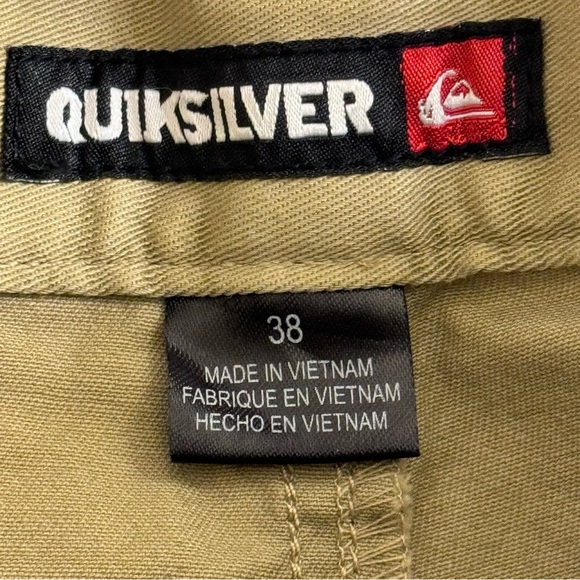 QUIKSILVER
38
MADE IN VIETNAM
FABRIQUE EN VIETNAM
HECHO EN VIETNAM